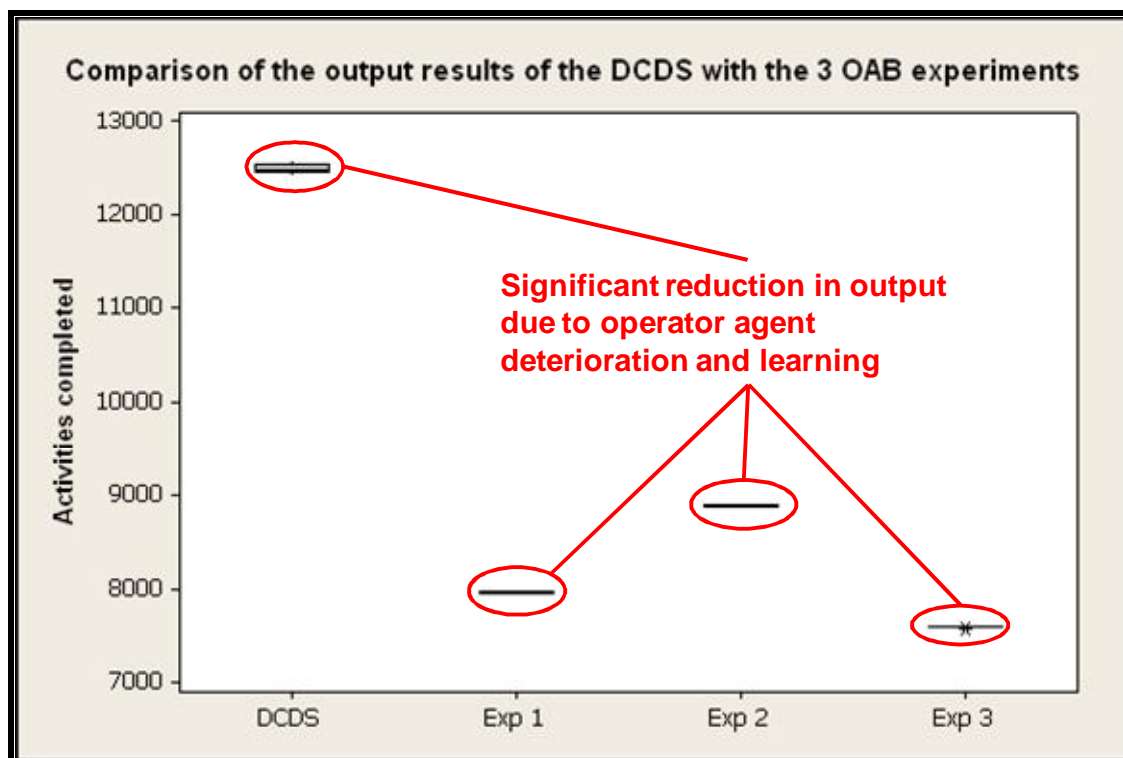 Comparison of the output results of the DCDS with the 3 OAB experiments
Activities completed
13000
12000
11000
10000
9000
8000
7000
Significant reduction in output
due to operator agent
deterioration and learning
DCDS
Exp 1
Exp 2
Exp 3